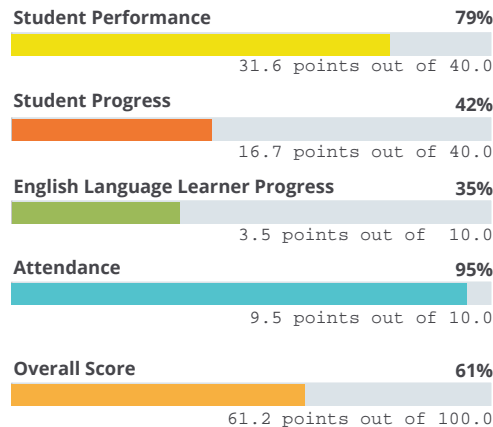 Student Performance 79%
31.6 points out of 40.0
Student Progress 42%
16.7 points out of 40.0
English Language Learner Progress 35%
3.5 points out of 10.0
Attendance 95%
9.5 points out of 10.0
Overall Score 61%
61.2 points out of 100.0